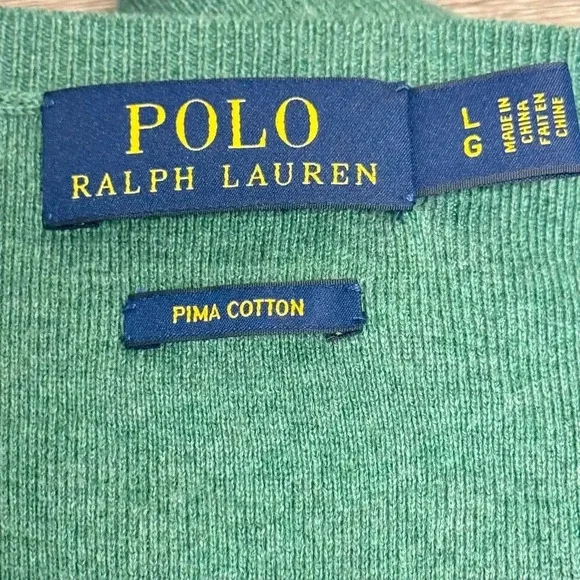 POLO
RALPH LAUREN
L
G
MADE IN
CHINA
FAIT EN
CHINE
PIMA COTTON